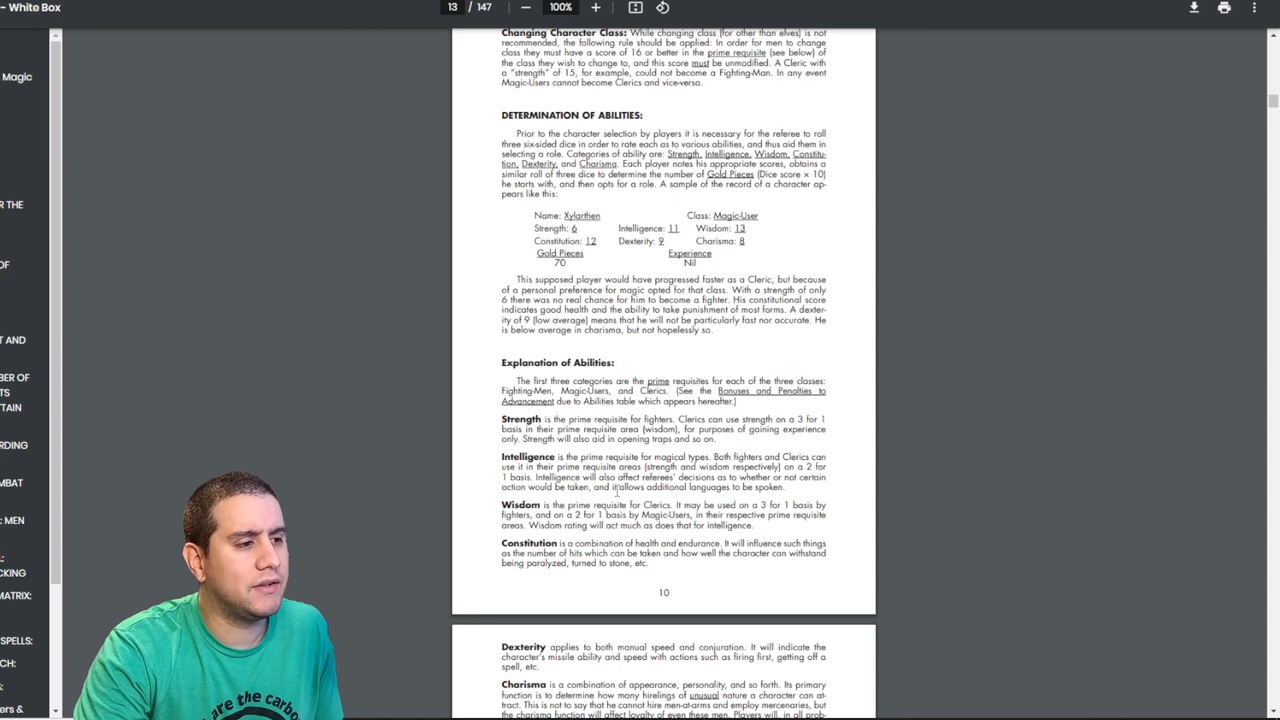 - White Box
13 / 147
100%
Magic
R THE
OF
T AND
BER OF
TS
RTAIN
ORDING
BAT
: MEN
:
CKING
MATRIX:
SPELLS:
CH:
Changing Character Class: While changing class (for other than elves) is not
recommended, the following rule should be applied: In order for men to change
class they must have a score of 16 or better in the prime requisite (see below) of
the class they wish to change to, and this score must be unmodified. A Cleric with
a "strength" of 15, for example, could not become a Fighting-Man. In any event
Magic-Users cannot become Clerics and vice-versa.
DETERMINATION OF ABILITIES:
Prior to the character selection by players it is necessary for the referee to roll
three six-sided dice in order to rate each as to various abilities, and thus aid them in
selecting a role. Categories of ability are: Strength, Intelligence, Wisdom, Constitu-
tion, Dexterity, and Charisma. Each player notes his appropriate scores, obtains a
similar roll of three dice to determine the number of Gold Pieces (Dice score × 10)
he starts with, and then opts for a role. A sample of the record of a character ap-
pears like this:
Name: Xylarthen Class: Magic-User
Strength: 6 Intelligence: 11 Wisdom: 13
Constitution: 12 Dexterity: 9 Charisma: 8
Gold Pieces Experience
70 Nil
This supposed player would have progressed faster as a Cleric, but because
of a personal preference for magic opted for that class. With a strength of only
6 there was no real chance for him to become a fighter. His constitutional score
indicates good health and the ability to take punishment of most forms. A dexter-
ity of 9 (low average) means that he will not be particularly fast nor accurate. He
is below average in charisma, but not hopelessly so.
Explanation of Abilities:
The first three categories are the prime requisites for each of the three classes:
Fighting-Men, Magic-Users, and Clerics. (See the Bonuses and Penalties to
Advancement due to Abilities table which appears hereafter.)
Strength is the prime requisite for fighters. Clerics can use strength on a 3 for 1
basis in their prime requisite area (wisdom), for purposes of gaining experience
only. Strength will also aid in opening traps and so on.
Intelligence is the prime requisite for magical types. Both fighters and Clerics can
use it in their prime requisite areas (strength and wisdom respectively) on a 2 for
1 basis. Intelligence will also affect referees' decisions as to whether or not certain
action would be taken, and it allows additional languages to be spoken.
Wisdom is the prime requisite for Clerics. It may be used on a 3 for 1 basis by
fighters, and on a 2 for 1 basis by Magic-Users, in their respective prime requisite
areas. Wisdom rating will act much as does that for intelligence.
Constitution is a combination of health and endurance. It will influence such things
as the number of hits which can be taken and how well the character can withstand
being paralyzed, turned to stone, etc.
10
Dexterity applies to both manual speed and conjuration. It will indicate the
character's missile ability and speed with actions such as firing first, getting off a
spell, etc.
Charisma is a combination of appearance, personality, and so forth. Its primary
function is to determine how many hirelings of unusual nature a character can at-
tract. This is not to say that he cannot hire men-at-arms and employ mercenaries, but
the charisma function will affect loyalty of even these men. Players will, in all prob-
are the carbo